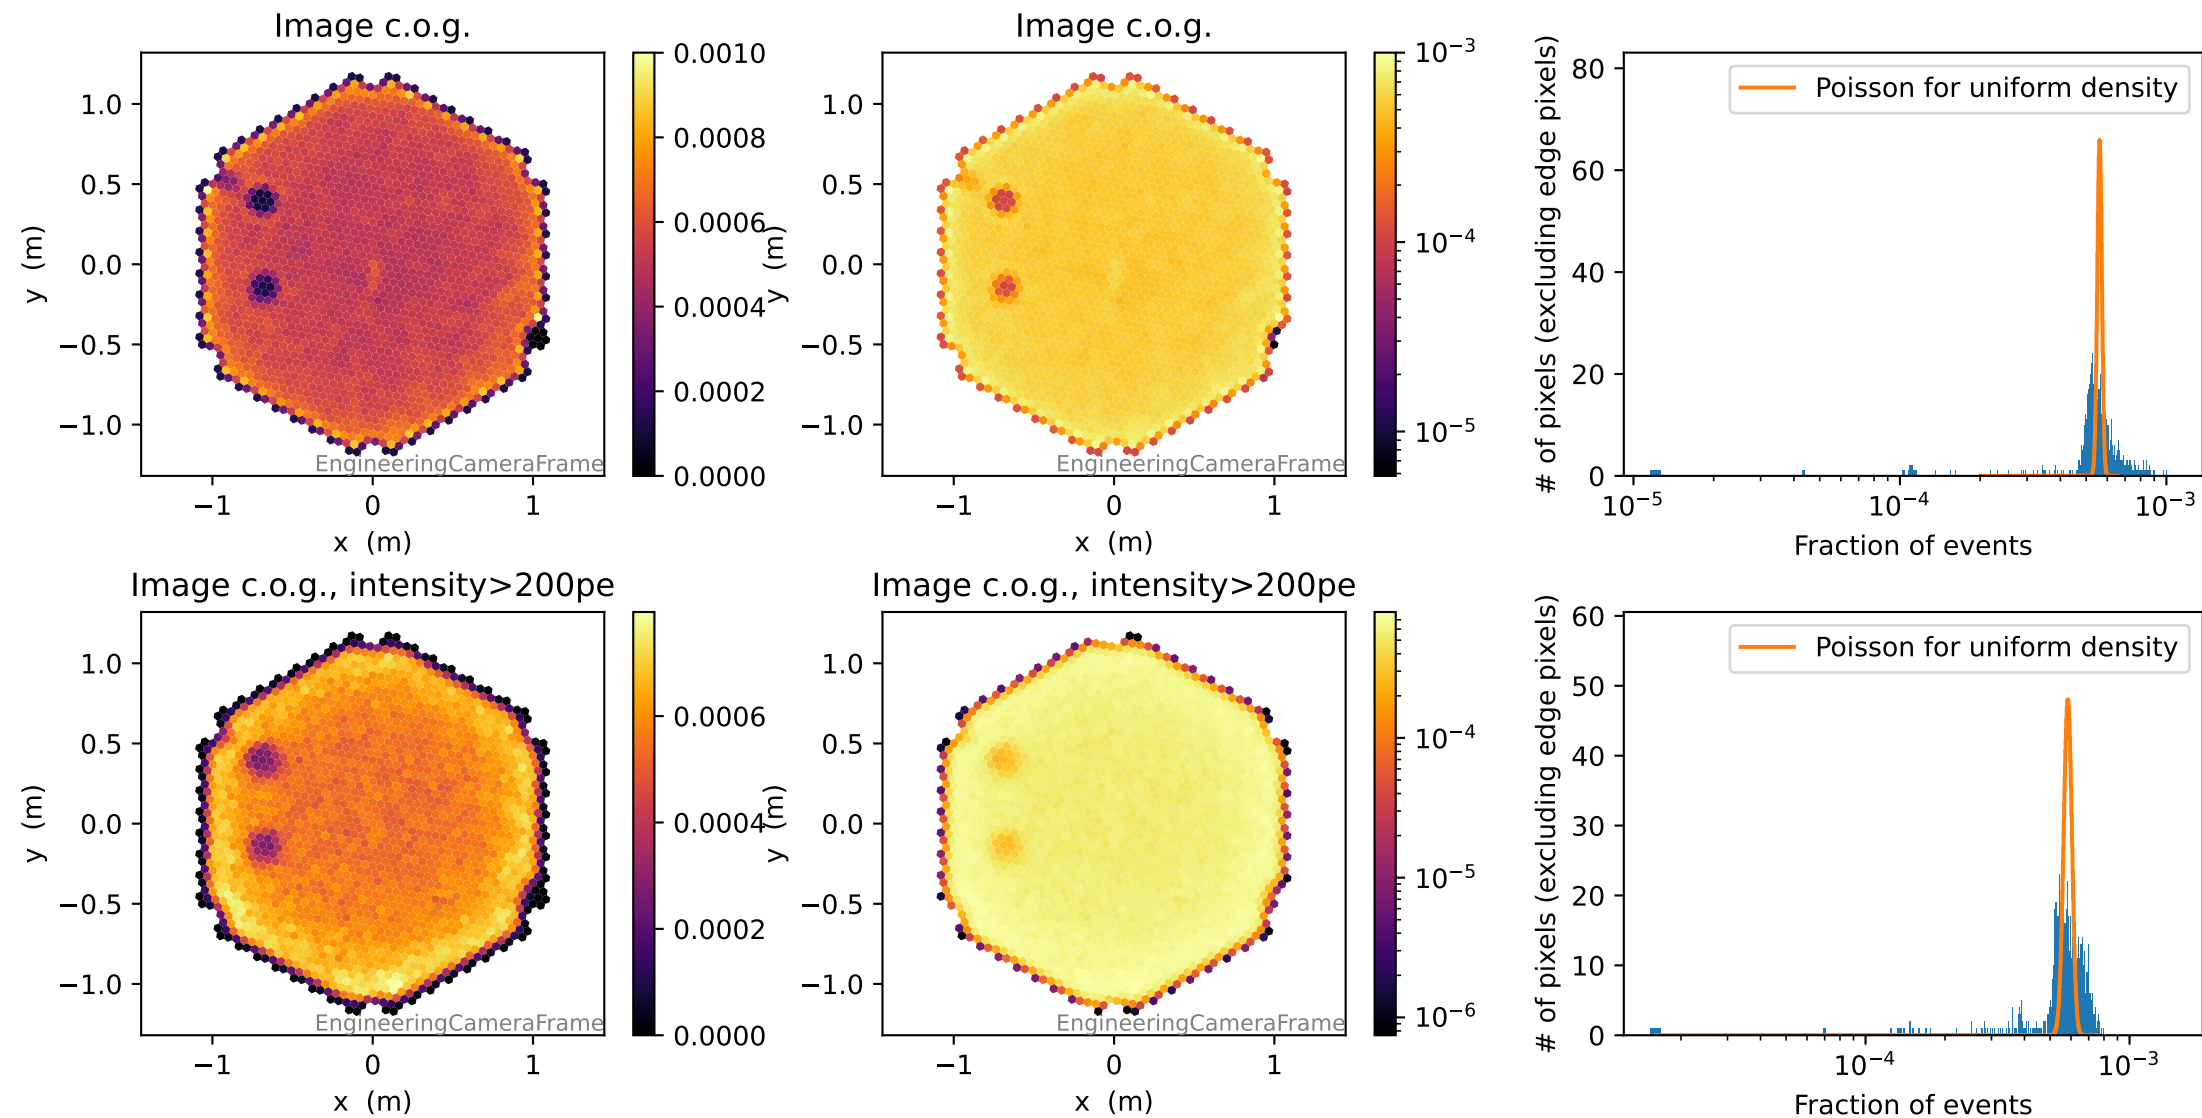 Image c.o.g.
1.0
0.5
0.0
−0.5
−1.0
y (m)
−1 0 1
x (m)
EngineeringCameraFrame
0.0010
0.0008
0.0006
0.0004
0.0002
0.0000
Image c.o.g.
1.0
0.5
0.0
−0.5
−1.0
y (m)
−1 0 1
x (m)
EngineeringCameraFrame
10⁻³
10⁻⁴
10⁻⁵
Poisson for uniform density
80
60
40
20
0
# of pixels (excluding edge pixels)
10⁻⁵ 10⁻⁴ 10⁻³
Fraction of events
Image c.o.g., intensity>200pe
1.0
0.5
0.0
−0.5
−1.0
y (m)
−1 0 1
x (m)
EngineeringCameraFrame
0.0006
0.0004
0.0002
0.0000
Image c.o.g., intensity>200pe
1.0
0.5
0.0
−0.5
−1.0
y (m)
−1 0 1
x (m)
EngineeringCameraFrame
10⁻⁴
10⁻⁵
10⁻⁶
Poisson for uniform density
60
50
40
30
20
10
0
# of pixels (excluding edge pixels)
10⁻⁴ 10⁻³
Fraction of events